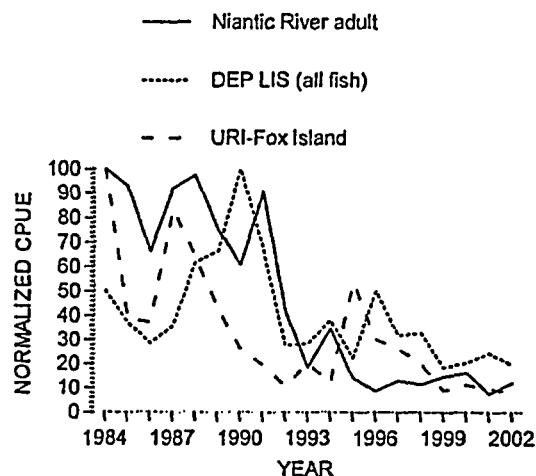 Niantic River adult
DEP LIS (all fish)
URI-Fox Island
NORMALIZED CPUE
100
90
80
70
60
50
40
30
20
10
0
1984 1987 1990 1993 1996 1999 2002
YEAR